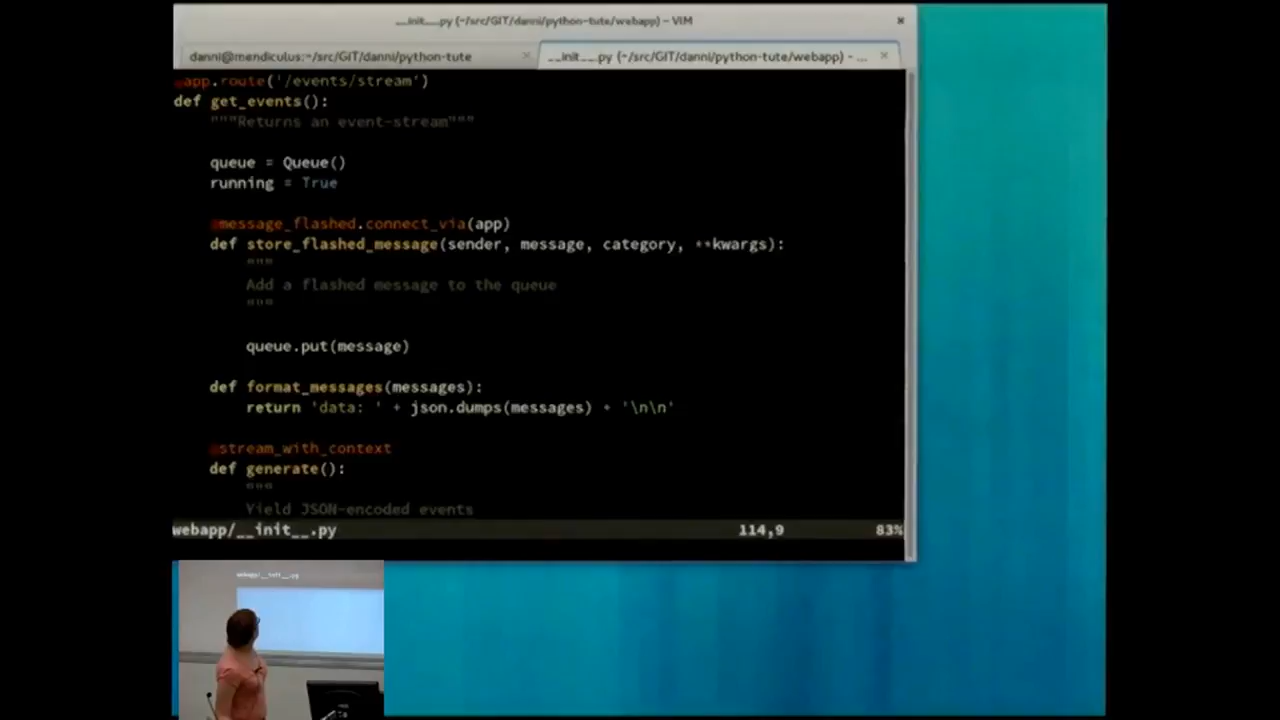 __init__.py (~/src/GIT/danni/python-tute/webapp) - VIM
danni@mendiculus:~/src/GIT/danni/python-tute
__init__.py (~/src/GIT/danni/python-tute/webapp) - ...
@app.route('/events/stream')
def get_events():
"""Returns an event-stream"""
queue = Queue()
running = True
@message_flashed.connect_via(app)
def store_flashed_message(sender, message, category, **kwargs):
"""
Add a flashed message to the queue
"""
queue.put(message)
def format_messages(messages):
return 'data: ' + json.dumps(messages) + '\n\n'
@stream_with_context
def generate():
"""
Yield JSON-encoded events
webapp/__init__.py 114,9 83%
webapp/__init__.py